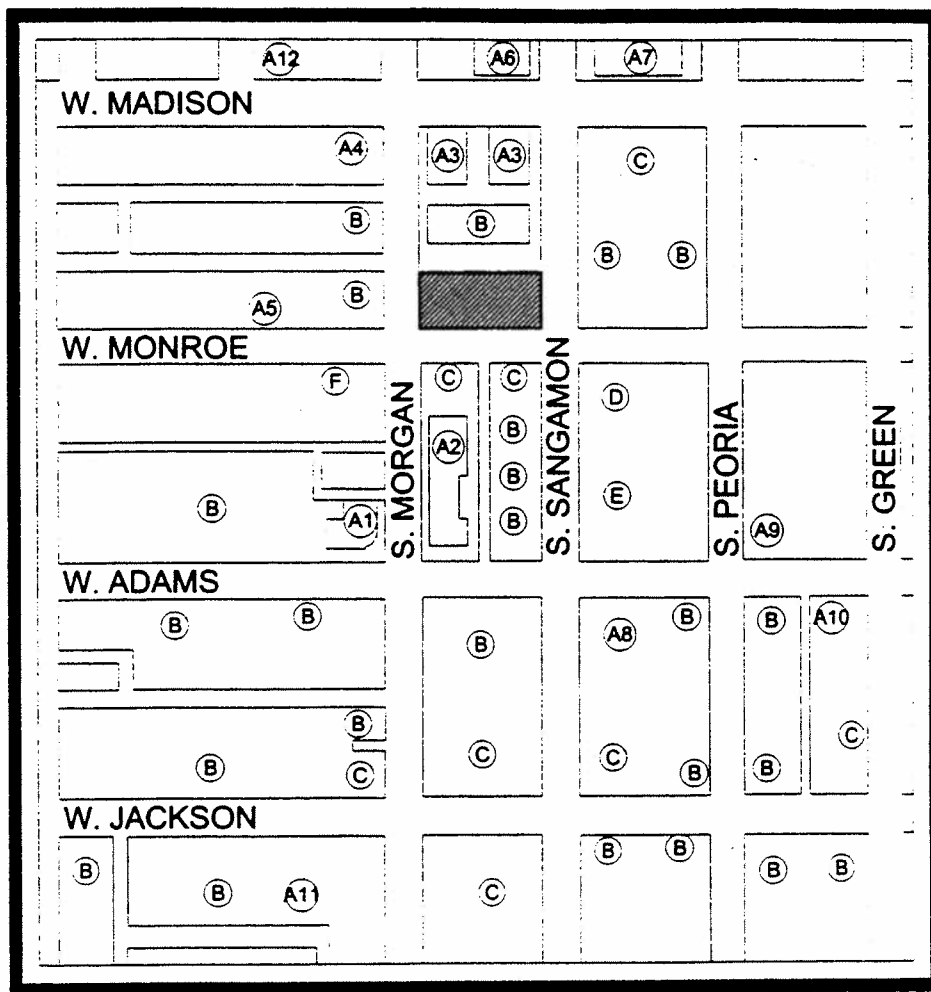 A12 A6 A7
W. MADISON
A4 A3 A3 C
B B
B B
A5 B
W. MONROE
F C C D
S. MORGAN
S. SANGAMON
S. PEORIA
S. GREEN
A2 B
B E
B A1 B A9
W. ADAMS
B B B A8 B B A10
B C C C
B B C B B
W. JACKSON
B B A11 C B B B B